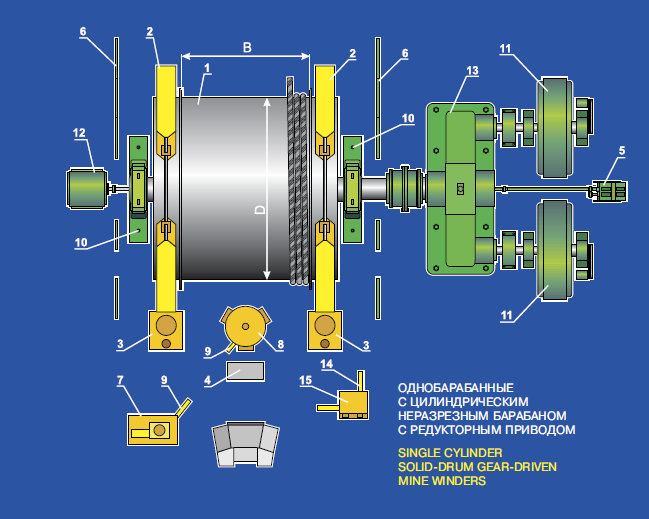 6
2
B
2
6
11
1
13
12
10
5
D
10
11
3
9
8
3
4
14
7
9
15
ОДНОБАРАБАННЫЕ
С ЦИЛИНДРИЧЕСКИМ
НЕРАЗРЕЗНЫМ БАРАБАНОМ
С РЕДУКТОРНЫМ ПРИВОДОМ
SINGLE CYLINDER
SOLID-DRUM GEAR-DRIVEN
MINE WINDERS